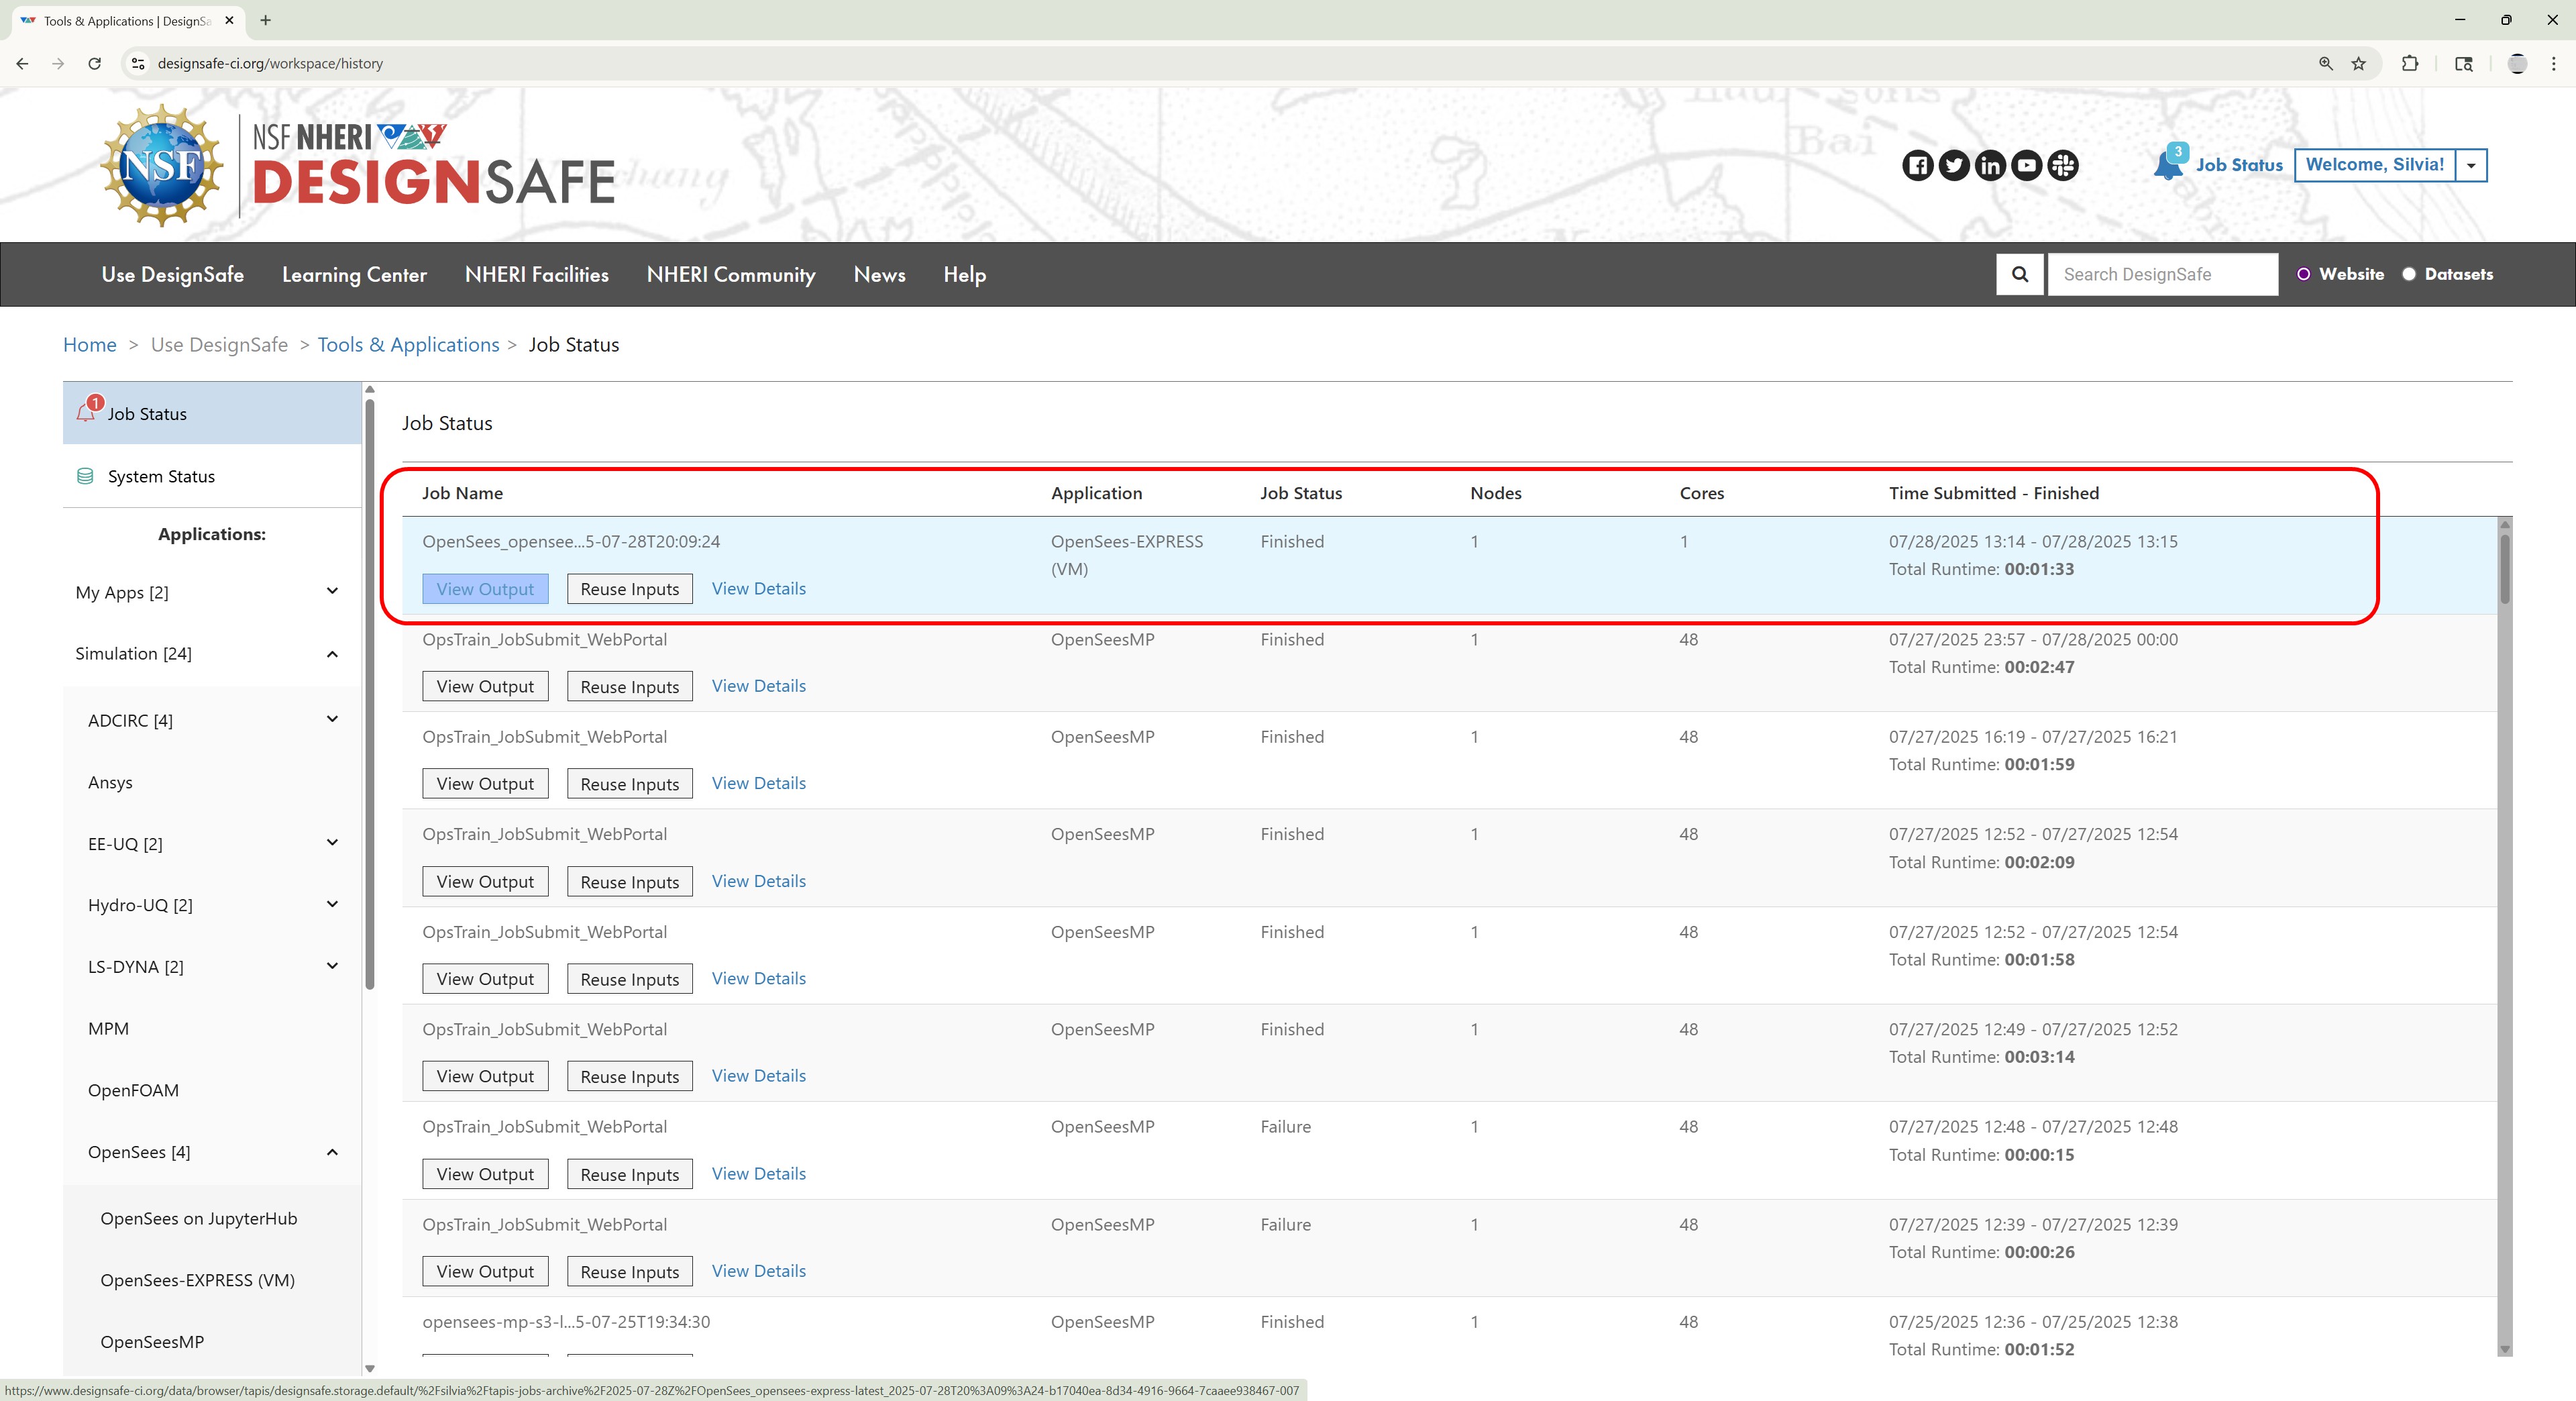 Tools & Applications | DesignSa
designsafe-ci.org/workspace/history
NSF
NSF NHERI
DESIGNSAFE
3
Job Status
Welcome, Silvia!
Use DesignSafe
Learning Center
NHERI Facilities
NHERI Community
News
Help
Search DesignSafe
Website
Datasets
Home > Use DesignSafe > Tools & Applications > Job Status
1
Job Status
System Status
Applications:
My Apps [2]
Simulation [24]
ADCIRC [4]
Ansys
EE-UQ [2]
Hydro-UQ [2]
LS-DYNA [2]
MPM
OpenFOAM
OpenSees [4]
OpenSees on JupyterHub
OpenSees-EXPRESS (VM)
OpenSeesMP
Job Status
Job Name Application Job Status Nodes Cores Time Submitted - Finished
OpenSees_opensee...5-07-28T20:09:24 OpenSees-EXPRESS Finished 1 1 07/28/2025 13:14 - 07/28/2025 13:15
(VM) Total Runtime: 00:01:33
View Output Reuse Inputs View Details
OpsTrain_JobSubmit_WebPortal OpenSeesMP Finished 1 48 07/27/2025 23:57 - 07/28/2025 00:00
Total Runtime: 00:02:47
View Output Reuse Inputs View Details
OpsTrain_JobSubmit_WebPortal OpenSeesMP Finished 1 48 07/27/2025 16:19 - 07/27/2025 16:21
Total Runtime: 00:01:59
View Output Reuse Inputs View Details
OpsTrain_JobSubmit_WebPortal OpenSeesMP Finished 1 48 07/27/2025 12:52 - 07/27/2025 12:54
Total Runtime: 00:02:09
View Output Reuse Inputs View Details
OpsTrain_JobSubmit_WebPortal OpenSeesMP Finished 1 48 07/27/2025 12:52 - 07/27/2025 12:54
Total Runtime: 00:01:58
View Output Reuse Inputs View Details
OpsTrain_JobSubmit_WebPortal OpenSeesMP Finished 1 48 07/27/2025 12:49 - 07/27/2025 12:52
Total Runtime: 00:03:14
View Output Reuse Inputs View Details
OpsTrain_JobSubmit_WebPortal OpenSeesMP Failure 1 48 07/27/2025 12:48 - 07/27/2025 12:48
Total Runtime: 00:00:15
View Output Reuse Inputs View Details
OpsTrain_JobSubmit_WebPortal OpenSeesMP Failure 1 48 07/27/2025 12:39 - 07/27/2025 12:39
Total Runtime: 00:00:26
View Output Reuse Inputs View Details
opensees-mp-s3-l...5-07-25T19:34:30 OpenSeesMP Finished 1 48 07/25/2025 12:36 - 07/25/2025 12:38
Total Runtime: 00:01:52
https://www.designsafe-ci.org/data/browser/tapis/designsafe.storage.default/%2Fsilvia%2Ftapis-jobs-archive%2F2025-07-28Z%2FOpenSees_opensees-express-latest_2025-07-28T20%3A09%3A24-b17040ea-8d34-4916-9664-7caaee938467-007